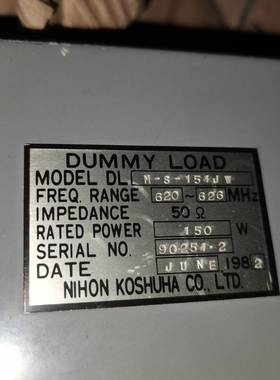 DUMMY LOAD
MODEL DL M-S-154JW
FREQ. RANGE 620 ~ 626 MHz
IMPEDANCE 50 Ω
RATED POWER 150 W
SERIAL NO. 90254-2
DATE JUNE 1982
NIHON KOSHUHA CO., LTD.